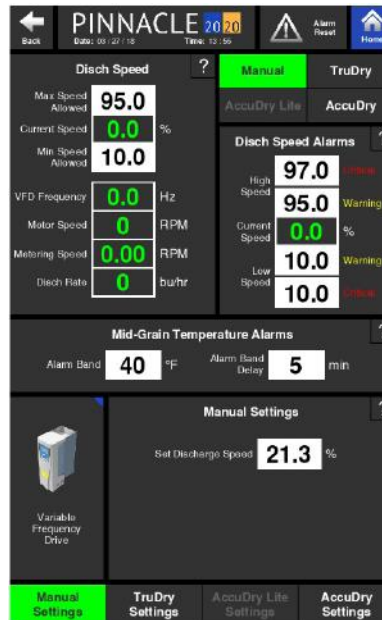 PINNACLE 20 20
Alarm Reset
Back
Date: 03/27/18 Time: 13:56
Home
Disch Speed ?
Manual TruDry
AccuDry Lite AccuDry
Max Speed Allowed 95.0
Current Speed 0.0 %
Min Speed Allowed 10.0
VFD Frequency 0.0 Hz
Motor Speed 0 RPM
Metering Speed 0.00 RPM
Disch Rate 0 bu/hr
Disch Speed Alarms
High Speed
97.0 Critical
95.0 Warning
Current Speed 0.0 %
Low Speed
10.0 Warning
10.0 Critical
Mid-Grain Temperature Alarms
Alarm Band 40 °F
Alarm Band Delay 5 min
Variable
Frequency
Drive
Manual Settings
Set Discharge Speed 21.3 %
Manual Settings
TruDry Settings
AccuDry Lite Settings
AccuDry Settings